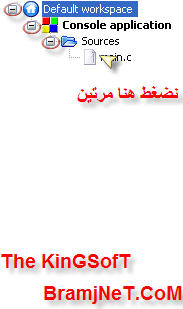 Default workspace
Console application
Sources
main.c
نضغط هنا مرتين
The KinGSofT
BramjNeT.CoM